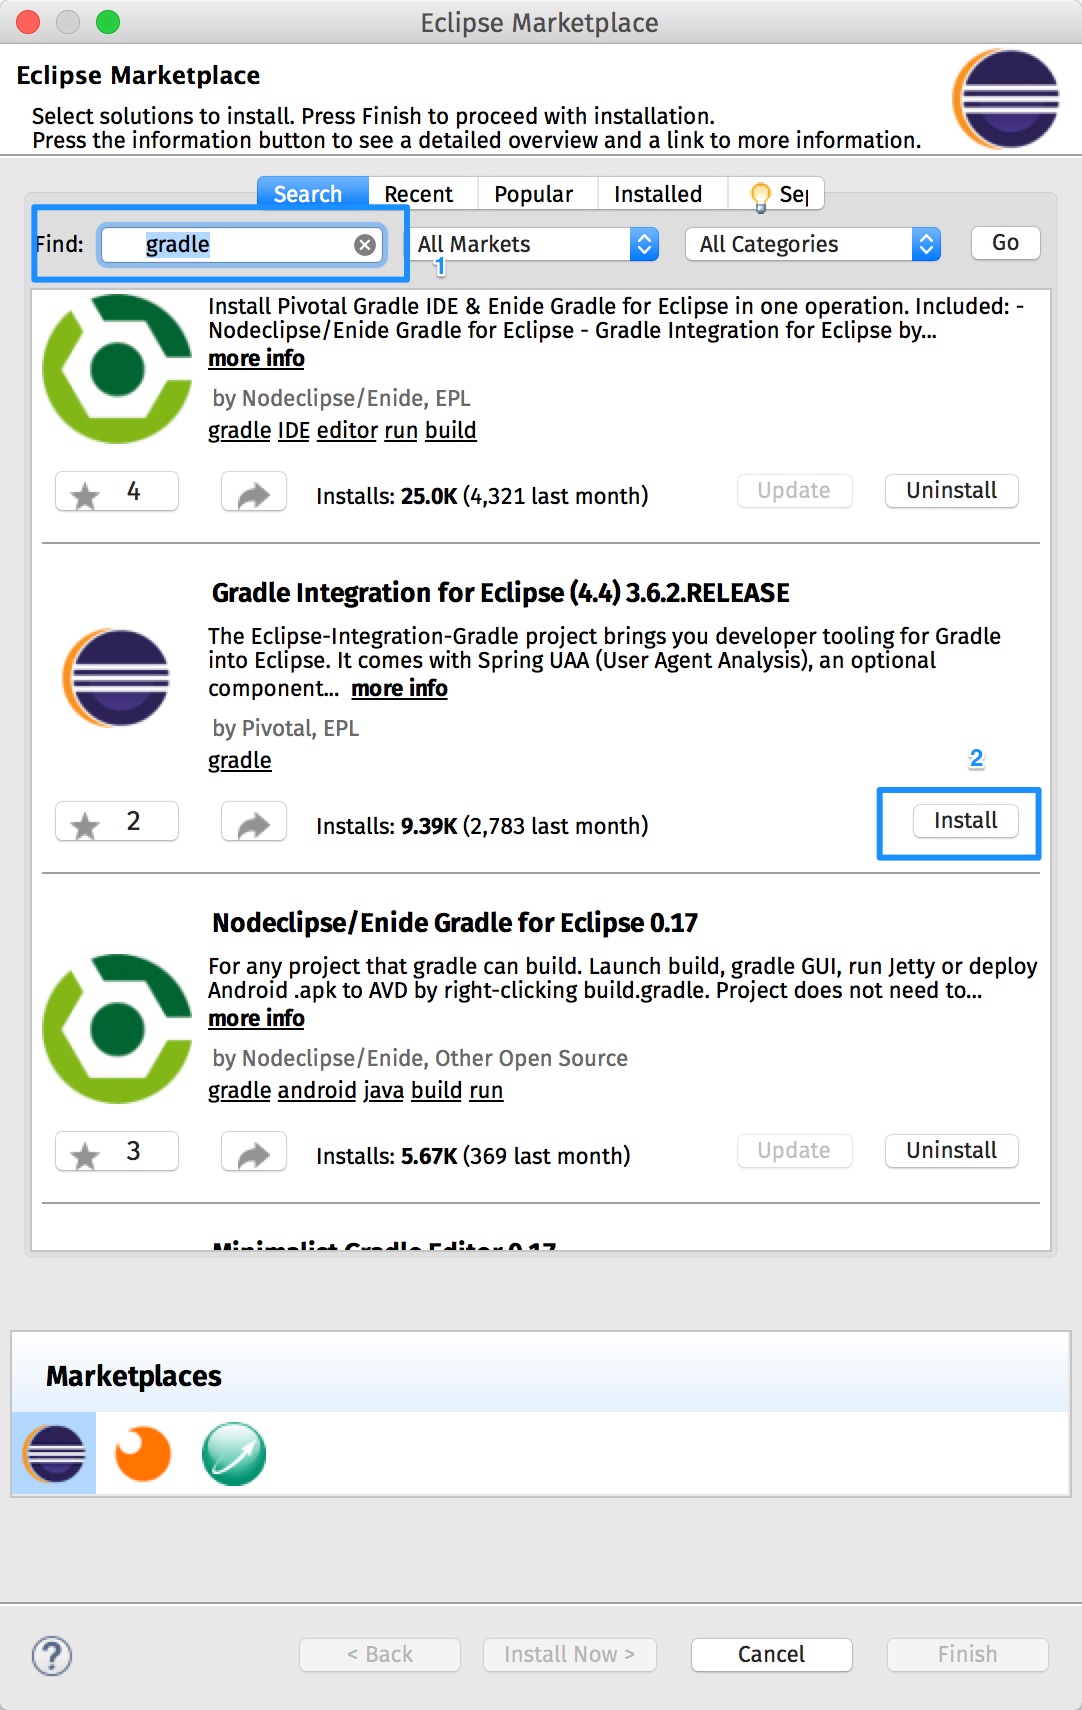 Eclipse Marketplace
Eclipse Marketplace
Select solutions to install. Press Finish to proceed with installation.
Press the information button to see a detailed overview and a link to more information.
Search Recent Popular Installed
Find: gradle All Markets All Categories Go
1
Install Pivotal Gradle IDE & Enide Gradle for Eclipse in one operation. Included: -
Nodeclipse/Enide Gradle for Eclipse - Gradle Integration for Eclipse by...
more info
by Nodeclipse/Enide, EPL
gradle IDE editor run build
4 Installs: 25.0K (4,321 last month) Update Uninstall
Gradle Integration for Eclipse (4.4) 3.6.2.RELEASE
The Eclipse-Integration-Gradle project brings you developer tooling for Gradle
into Eclipse. It comes with Spring UAA (User Agent Analysis), an optional
component... more info
by Pivotal, EPL
gradle
2
2 Installs: 9.39K (2,783 last month) Install
Nodeclipse/Enide Gradle for Eclipse 0.17
For any project that gradle can build. Launch build, gradle GUI, run Jetty or deploy
Android .apk to AVD by right-clicking build.gradle. Project does not need to...
more info
by Nodeclipse/Enide, Other Open Source
gradle android java build run
3 Installs: 5.67K (369 last month) Update Uninstall
Minimalist Gradle Editor 0.17
Marketplaces
? < Back Install Now > Cancel Finish